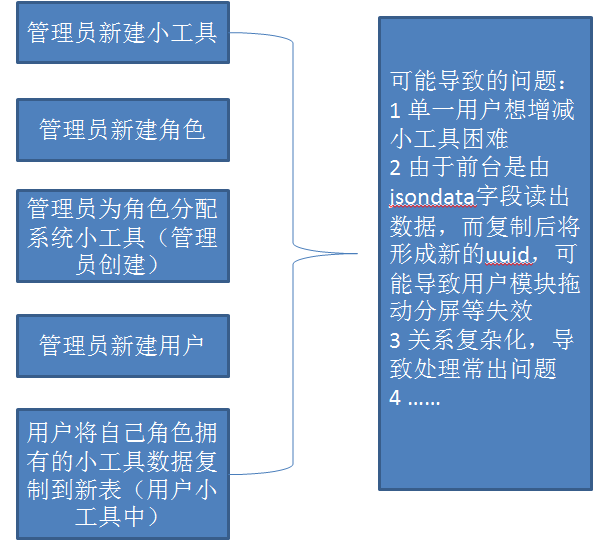 管理员新建小工具
管理员新建角色
管理员为角色分配
系统小工具（管理
员创建）
管理员新建用户
用户将自己角色拥
有的小工具数据复
制到新表（用户小
工具中）
可能导致的问题：
1 单一用户想增减
小工具困难
2 由于前台是由
jsondata字段读出
数据，而复制后将
形成新的uuid，可
能导致用户模块拖
动分屏等失效
3 关系复杂化，导
致处理常出问题
4 ……